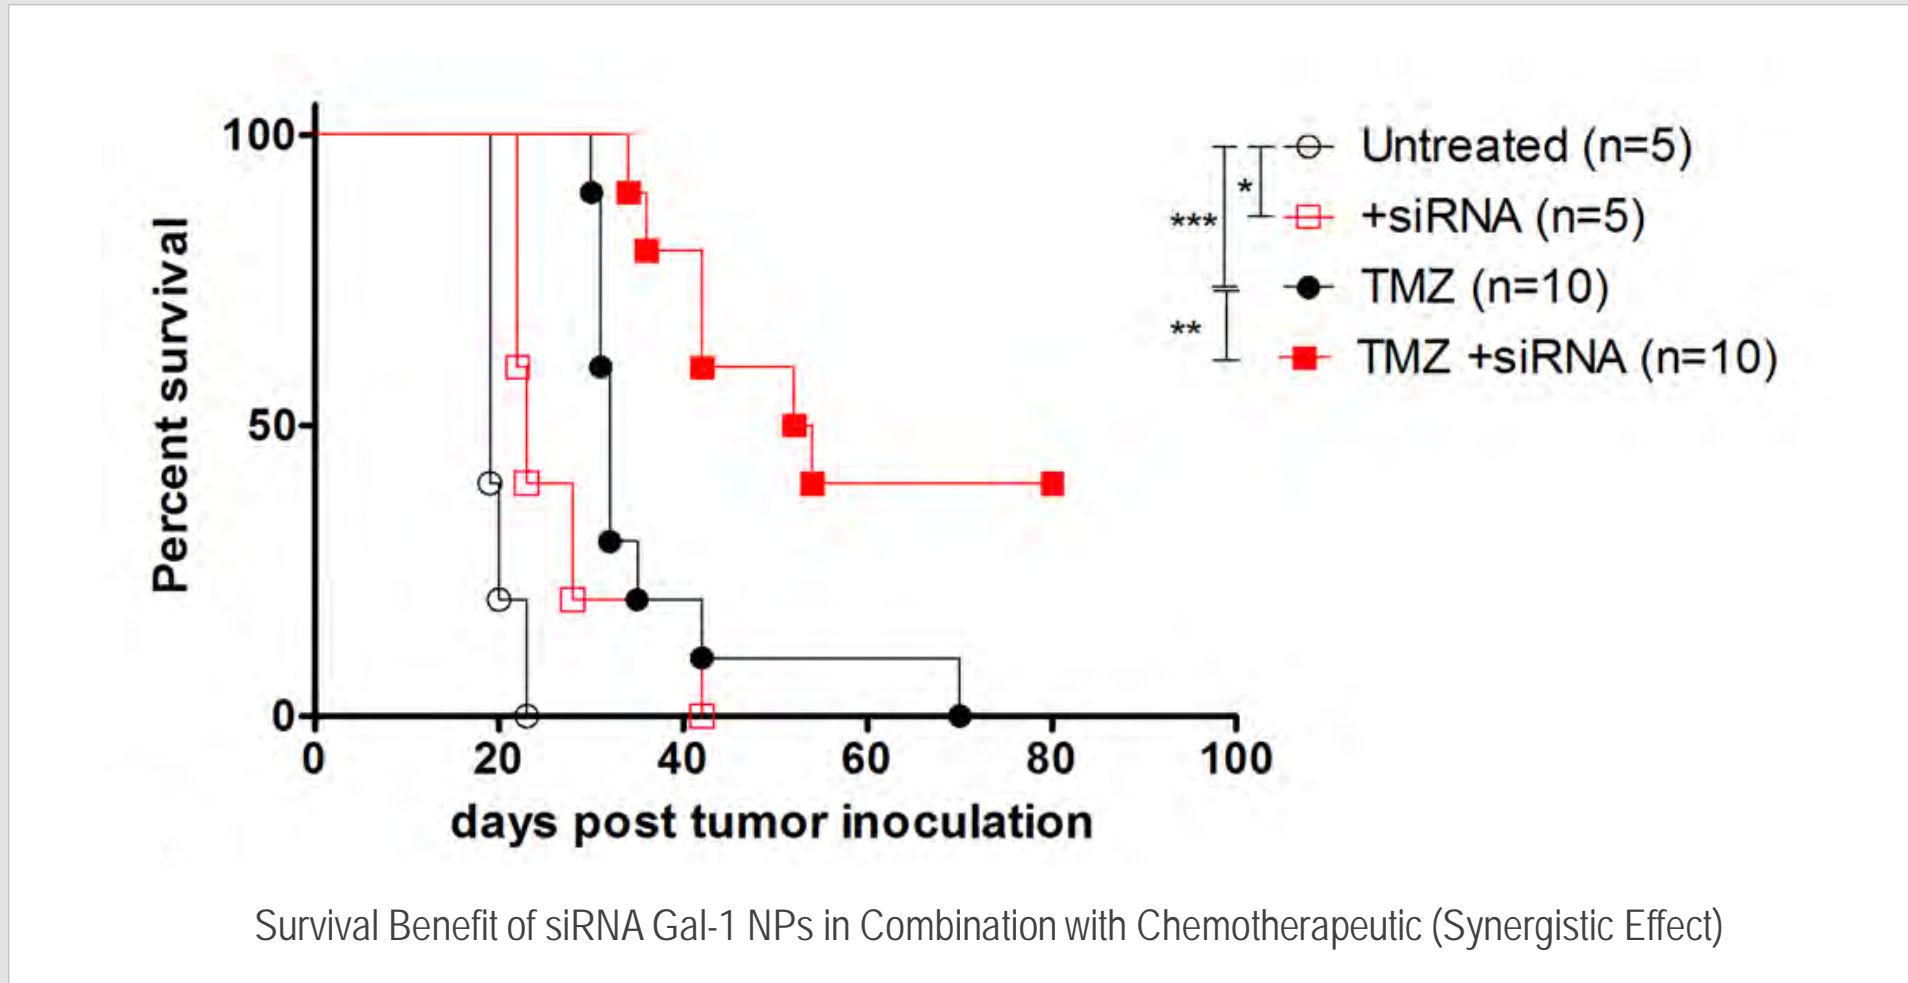 100
50
0
Percent survival
0 20 40 60 80 100
days post tumor inoculation
Untreated (n=5)
+siRNA (n=5)
TMZ (n=10)
TMZ +siRNA (n=10)
*
***
**
Survival Benefit of siRNA Gal-1 NPs in Combination with Chemotherapeutic (Synergistic Effect)